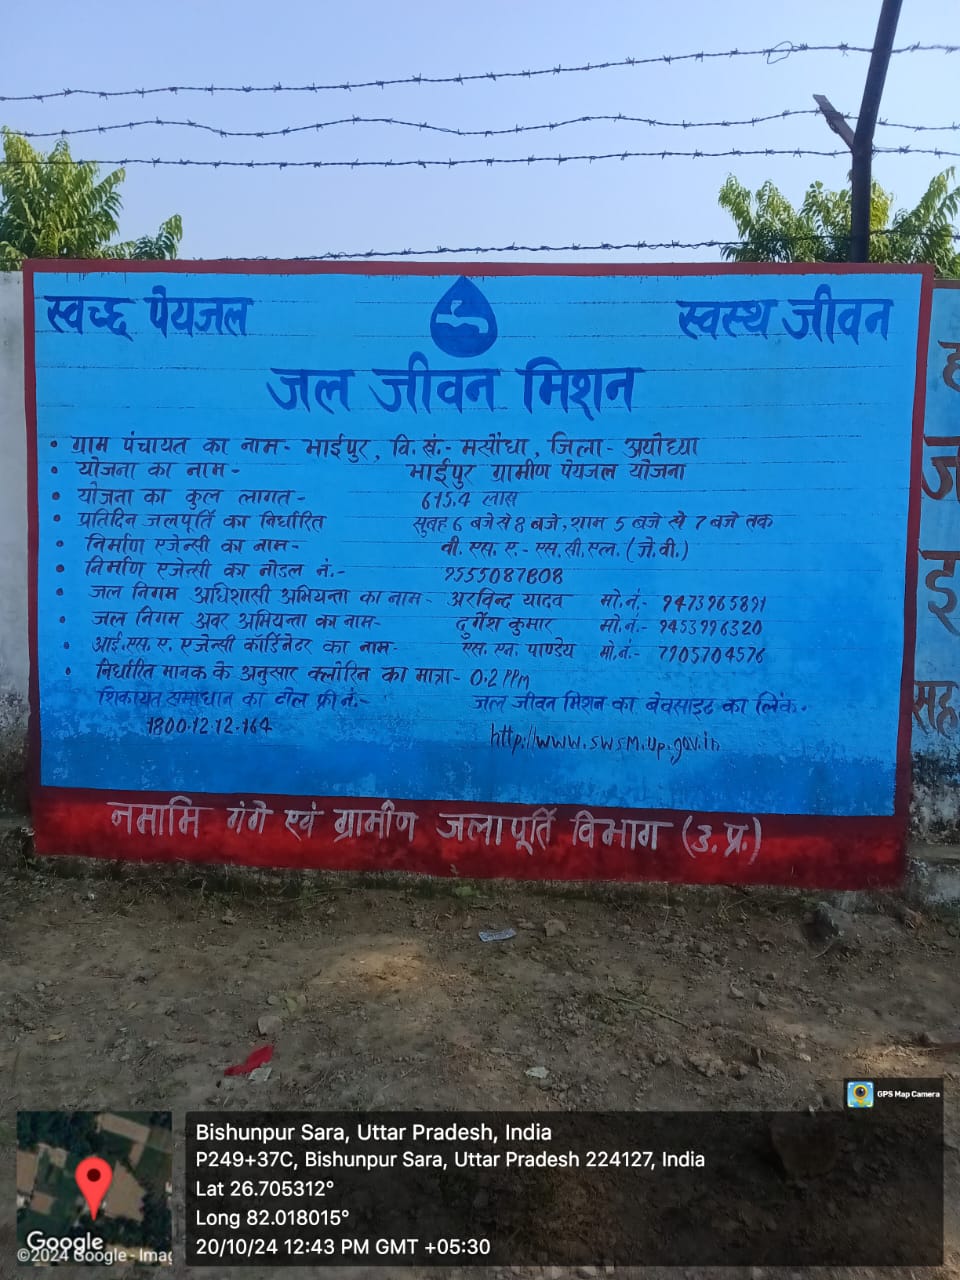 स्वच्छ पेयजल
स्वस्थ जीवन
जल जीवन मिशन
• ग्राम पंचायत का नाम- भाईपुर, वि.खं.- मसौधा, जिला- अयोध्या
• योजना का नाम- भाईपुर ग्रामीण पेयजल योजना
• योजना का कुल लागत- 615.4 लाख
• प्रतिदिन जलपूर्ति का निर्धारित सुबह 6 बजे से 8 बजे, शाम 5 बजे से 7 बजे तक
• निर्माण एजेन्सी का नाम- वी. एस. ए.- एस. सी. एल. (जे.वी.)
• निर्माण एजेन्सी का नोडल नं.- 9555087808
• जल निगम अधिशासी अभियन्ता का नाम- अरविन्द यादव मो.नं.- 9473965891
• जल निगम अवर अभियन्ता का नाम- दुर्गेश कुमार मो.नं.- 9453996320
• आई. एस. ए. एजेन्सी कॉर्डिनेटर का नाम- एस. एन. पाण्डेय मो.नं.- 7905704576
• निर्धारित मानक के अनुसार क्लोरिन का मात्रा- 0.2 PPm
शिकायत समाधान का टोल फ्री नं.- जल जीवन मिशन का बेवसाइट का लिंक-
1800.12.12.164 http://www.swsm.up.gov.in
नमामि गंगे एवं ग्रामीण जलापूर्ति विभाग (उ.प्र.)
ह
ज
इ
सह
GPS Map Camera
Bishunpur Sara, Uttar Pradesh, India
P249+37C, Bishunpur Sara, Uttar Pradesh 224127, India
Lat 26.705312°
Long 82.018015°
20/10/24 12:43 PM GMT +05:30
Google
©2024 Google - Imag